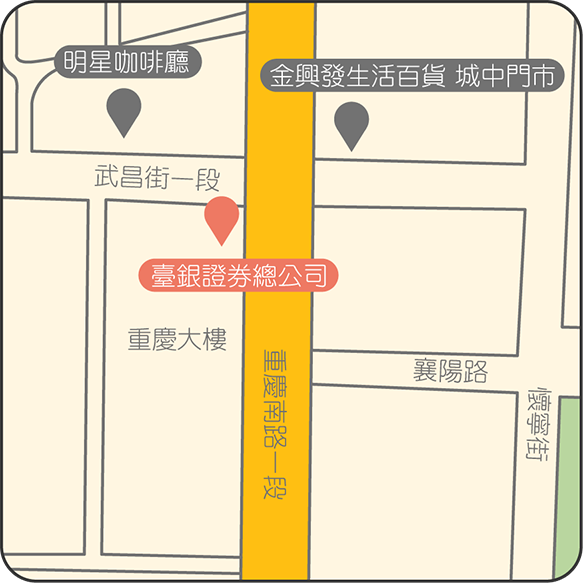 明星咖啡廳
金興發生活百貨 城中門市
武昌街一段
臺銀證券總公司
重慶大樓
重慶南路一段
襄陽路
懷寧街